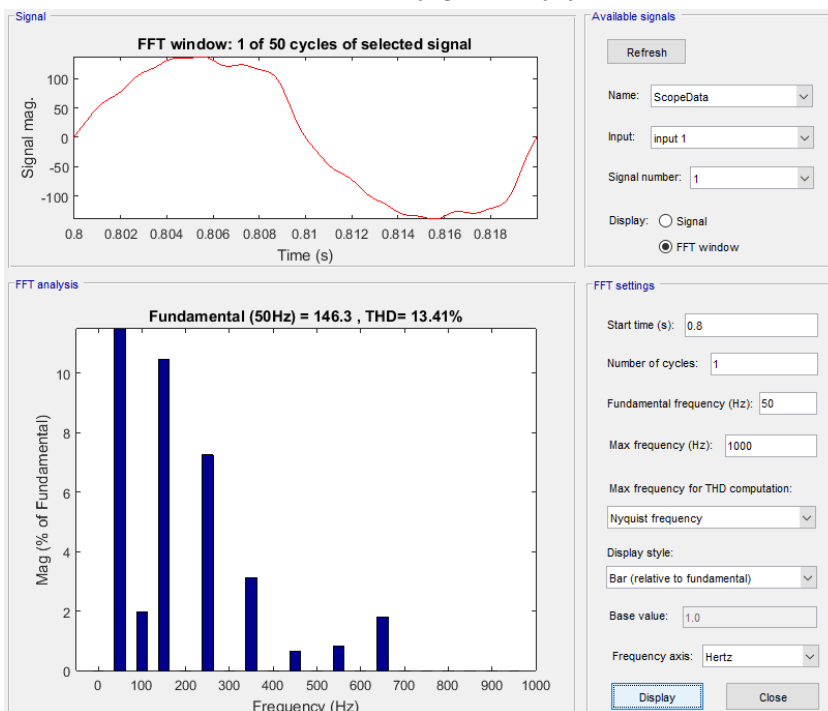 Signal
FFT window: 1 of 50 cycles of selected signal
100
50
0
-50
-100
Signal mag.
0.8 0.802 0.804 0.806 0.808 0.81 0.812 0.814 0.816 0.818
Time (s)
Available signals
Refresh
Name: ScopeData
Input: input 1
Signal number: 1
Display: Signal
FFT window
FFT analysis
Fundamental (50Hz) = 146.3 , THD= 13.41%
10
8
6
4
2
0
Mag (% of Fundamental)
0 100 200 300 400 500 600 700 800 900 1000
Frequency (Hz)
FFT settings
Start time (s): 0.8
Number of cycles: 1
Fundamental frequency (Hz): 50
Max frequency (Hz): 1000
Max frequency for THD computation:
Nyquist frequency
Display style:
Bar (relative to fundamental)
Base value: 1.0
Frequency axis: Hertz
Display Close